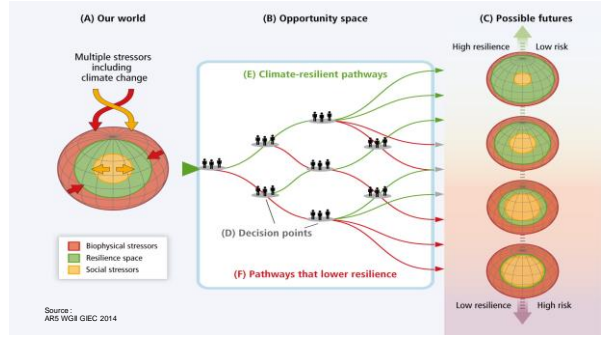 (A) Our world
(B) Opportunity space
(C) Possible futures
Multiple stressors
including
climate change
Biophysical stressors
Resilience space
Social stressors
Source :
AR5 WGII GIEC 2014
(E) Climate-resilient pathways
(D) Decision points
(F) Pathways that lower resilience
High resilience
Low risk
Low resilience
High risk